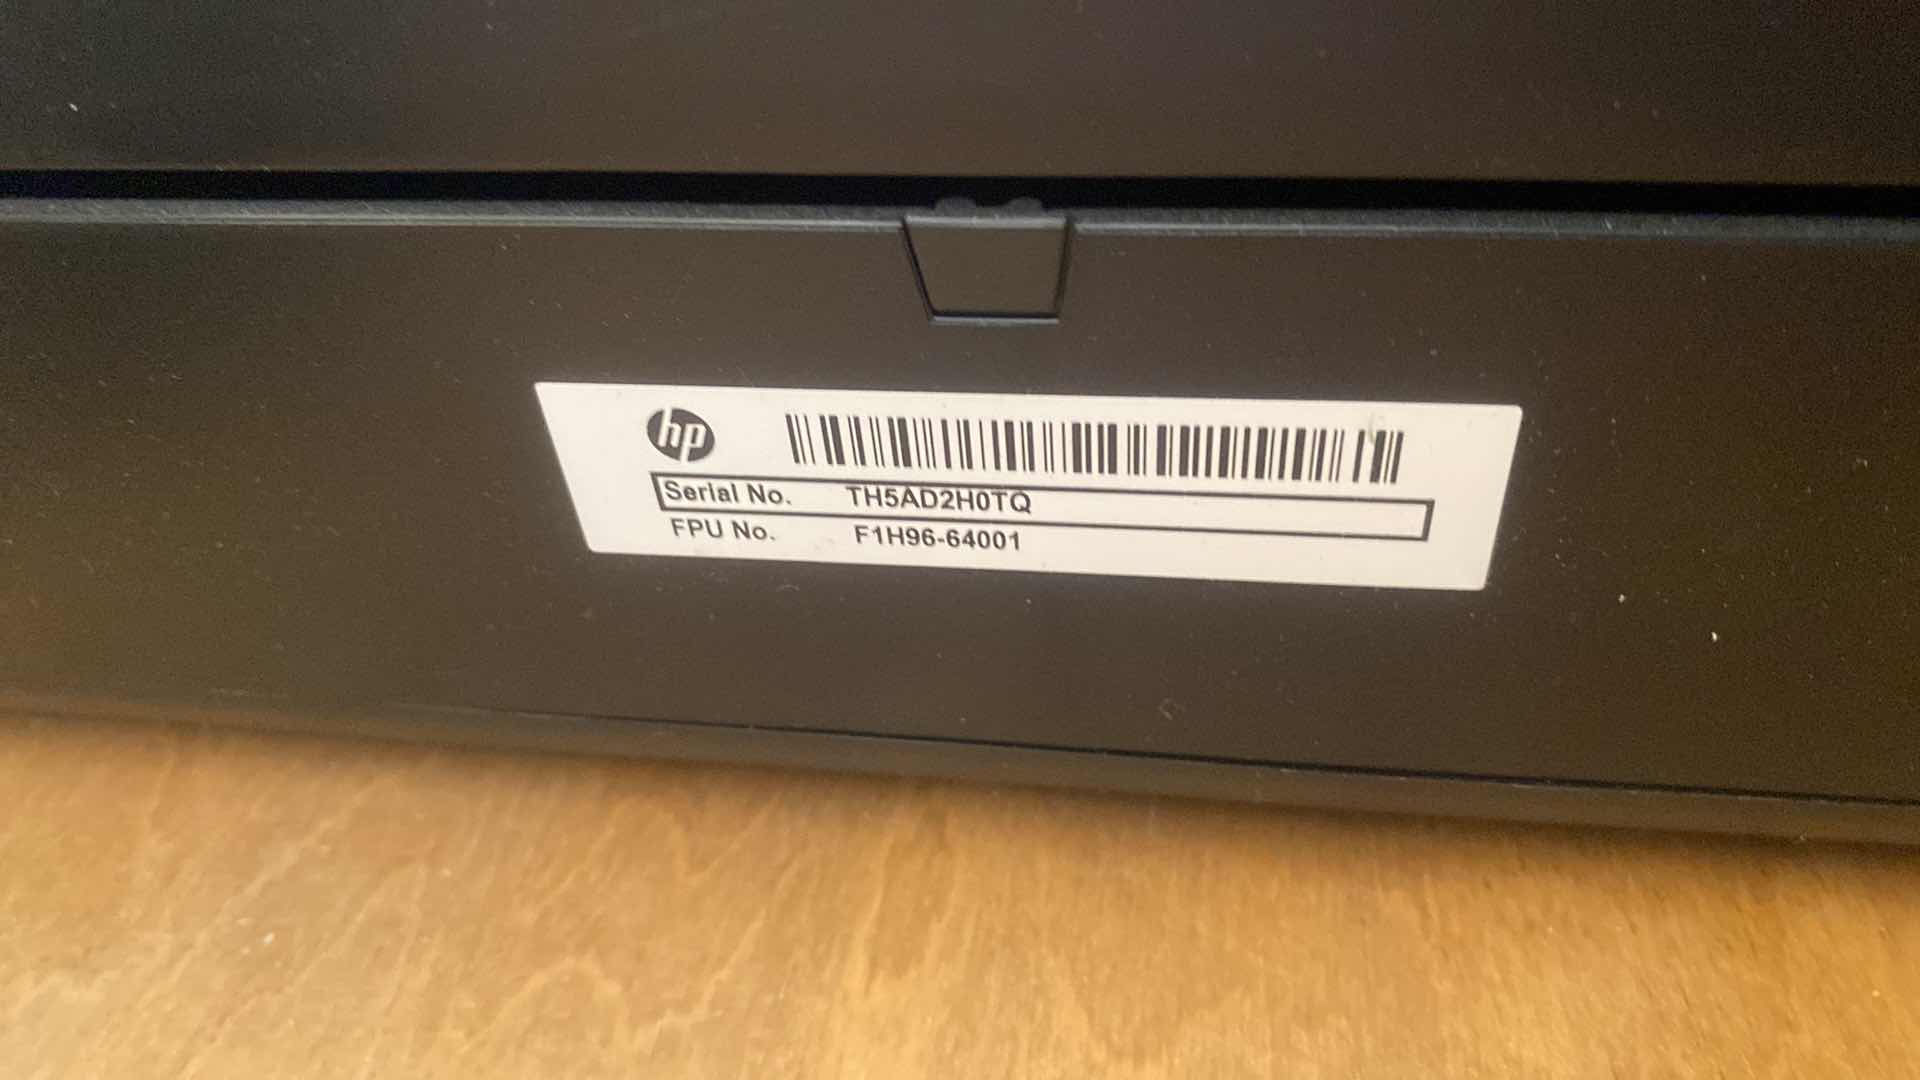 hp
Serial No. TH5AD2H0TQ
FPU No. F1H96-64001